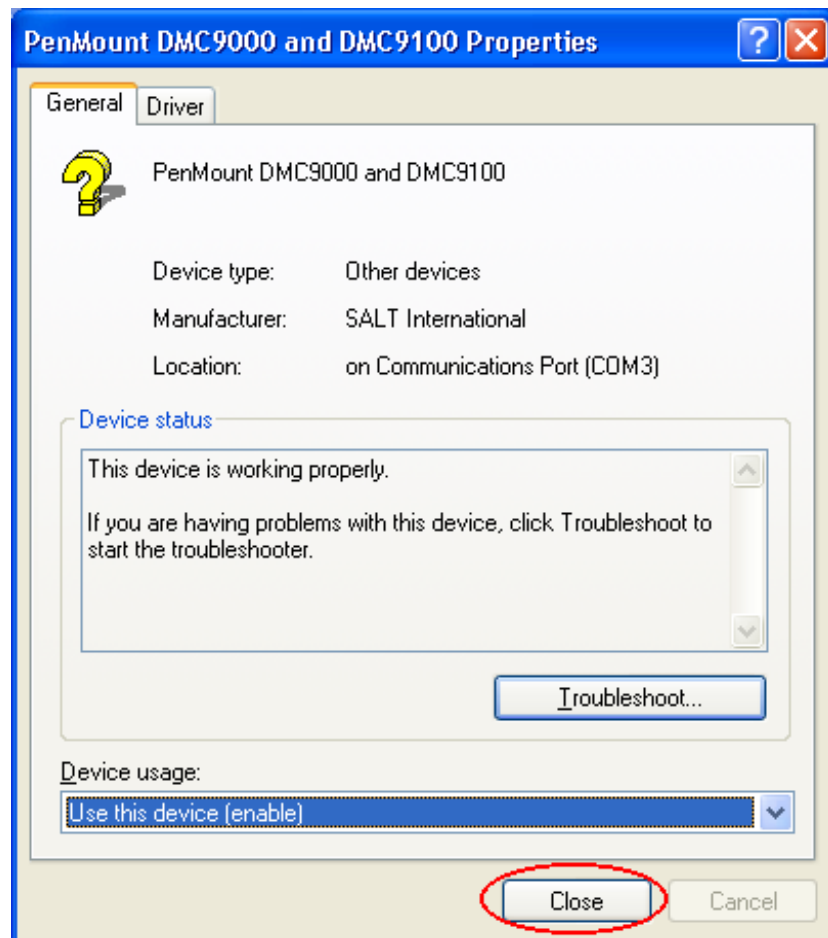 PenMount DMC9000 and DMC9100 Properties
General
Driver
PenMount DMC9000 and DMC9100
Device type: Other devices
Manufacturer: SALT International
Location: on Communications Port (COM3)
Device status
This device is working properly.
If you are having problems with this device, click Troubleshoot to
start the troubleshooter.
Troubleshoot...
Device usage:
Use this device (enable)
Close
Cancel